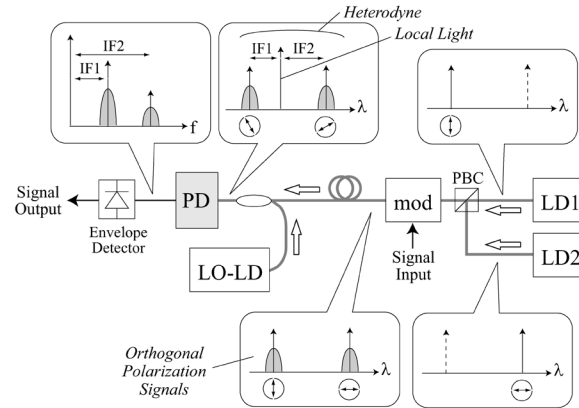 Heterodyne
IF2
IF1
f
IF1
IF2
Local Light
λ
λ
Signal
Output
Envelope
Detector
PD
LO-LD
mod
Signal
Input
PBC
LD1
LD2
Orthogonal
Polarization
Signals
λ
λ